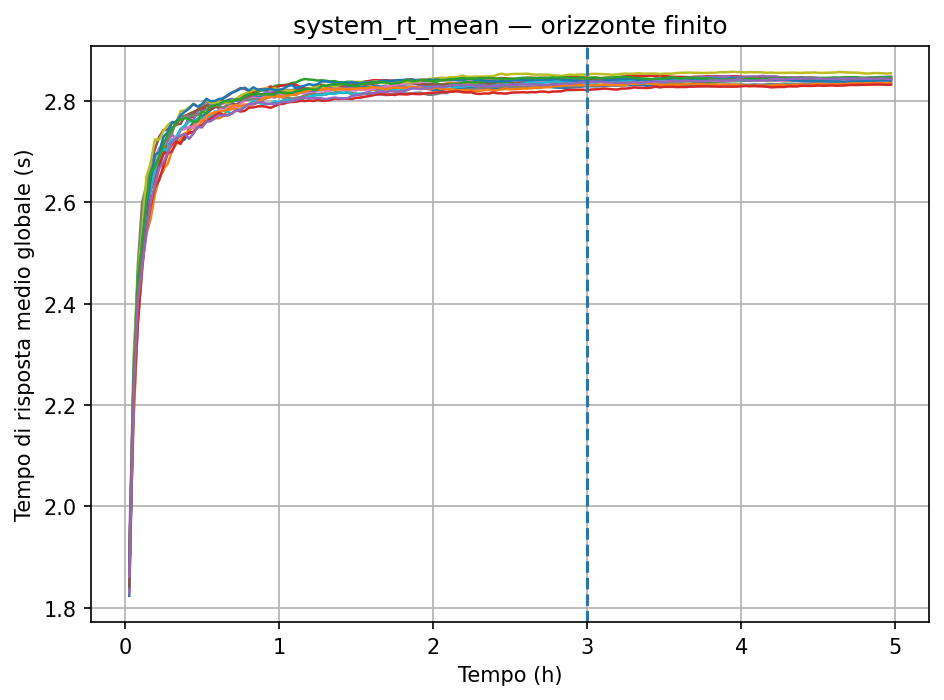 system_rt_mean — orizzonte finito
Tempo di risposta medio globale (s)
2.8
2.6
2.4
2.2
2.0
1.8
0 1 2 3 4 5
Tempo (h)